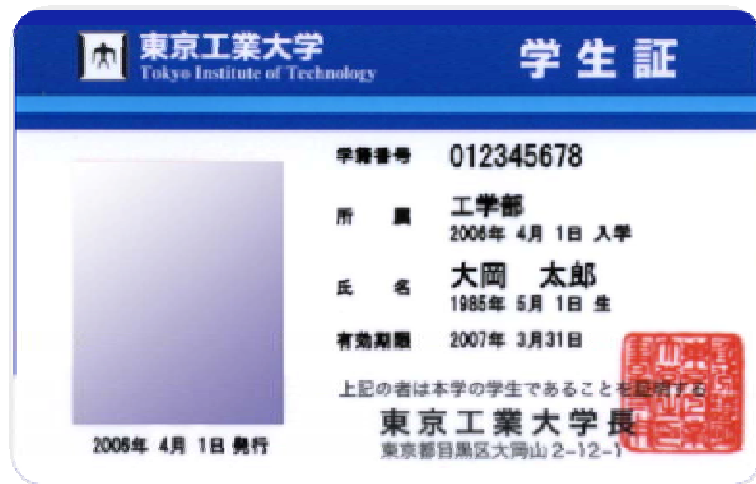 東京工業大学
Tokyo Institute of Technology
学生証
学籍番号 012345678
所属 工学部
2006年 4月 1日 入学
氏名 大岡 太郎
1985年 5月 1日 生
有効期限 2007年 3月31日
上記の者は本学の学生であることを証明する
東京工業大学長
東京都目黒区大岡山2-12-1
2006年 4月 1日 発行